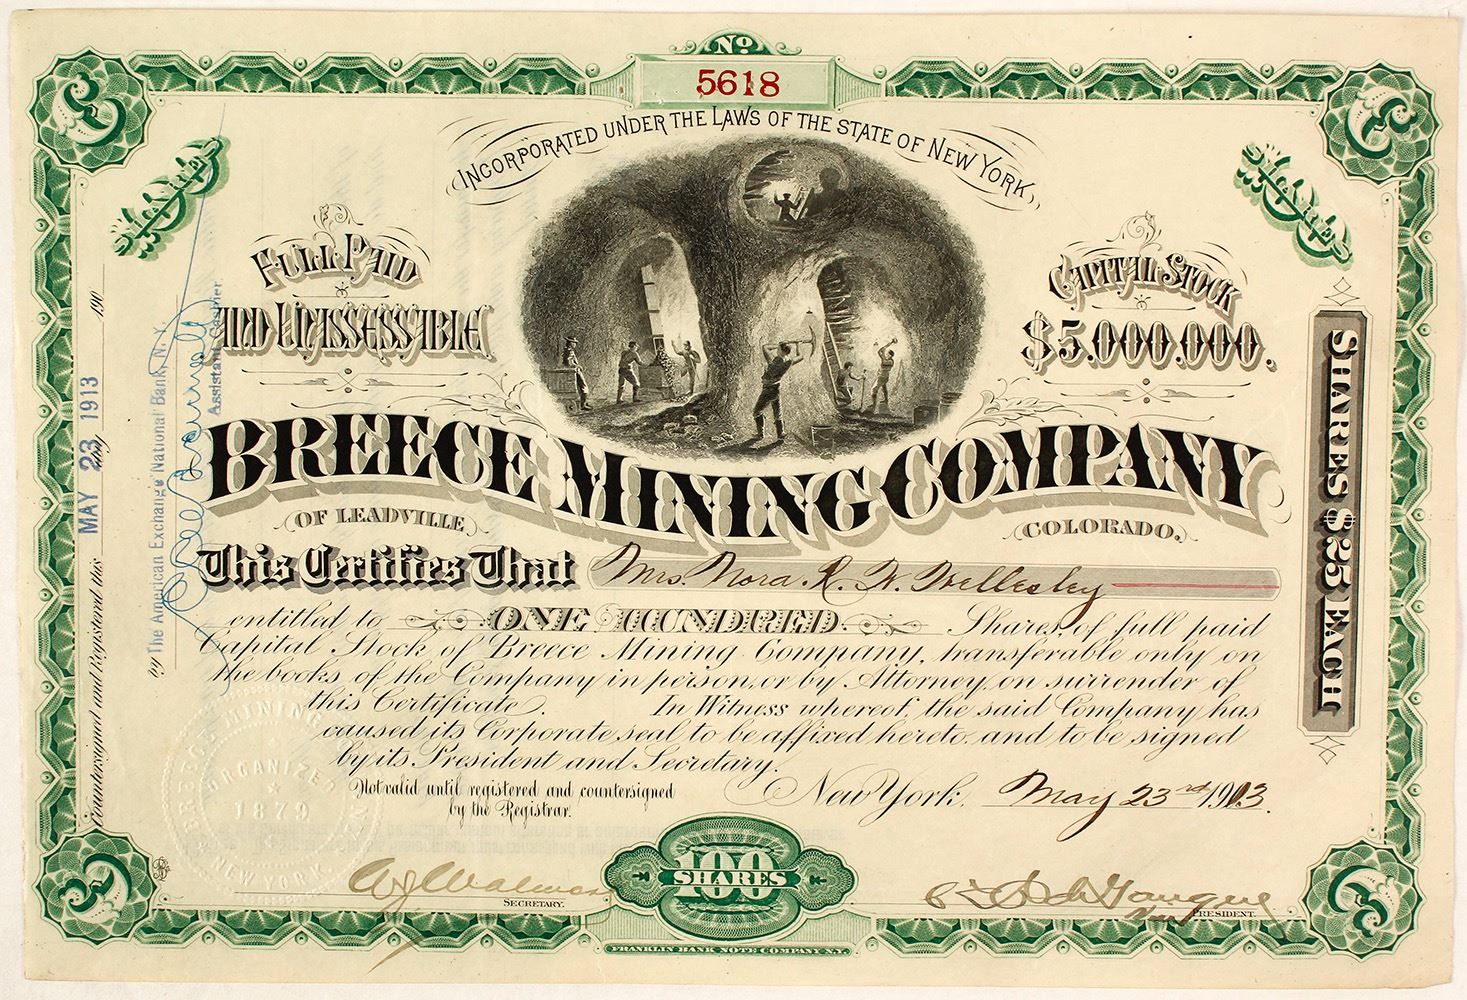 No
5618
INCORPORATED UNDER THE LAWS OF THE STATE OF NEW YORK.
FULL PAID
AND UNASSESSABLE
CAPITAL STOCK
$5.000.000.
BREECE MINING COMPANY
OF LEADVILLE,
COLORADO.
This Certifies That Mrs. Nora R. W. Wellesley
entitled to ONE HUNDRED Shares, of full paid
Capital Stock of Breece Mining Company, transferable only on
the books of the Company in person, or by Attorney, on surrender of
this Certificate. In Witness whereof, the said Company has
caused its Corporate seal to be affixed hereto, and to be signed
by its President and Secretary.
Not valid until registered and countersigned
by the Registrar.
New York, May 23rd 1913.
SECRETARY.
100
SHARES
PRESIDENT.
FRANKLIN BANK NOTE COMPANY N.Y.
SHARES $25 EACH
Countersigned and Registered this MAY 23 1913 190
by The American Exchange National Bank, N. Y.
Assistant Cashier.
BREECE MINING
ORGANIZED
1879
NEW YORK